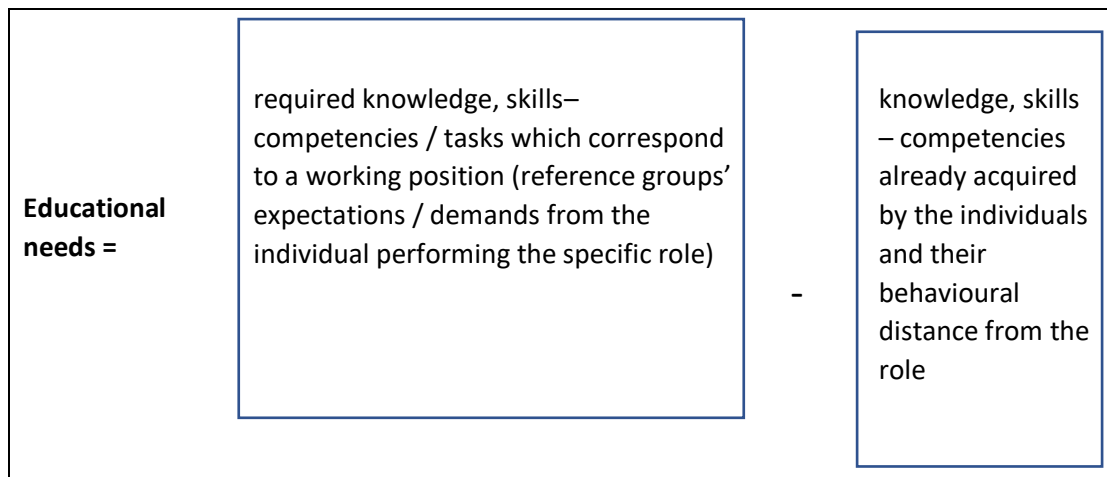 Educational
needs =
required knowledge, skills–
competencies / tasks which correspond
to a working position (reference groups’
expectations / demands from the
individual performing the specific role)
-
knowledge, skills
– competencies
already acquired
by the individuals
and their
behavioural
distance from the
role